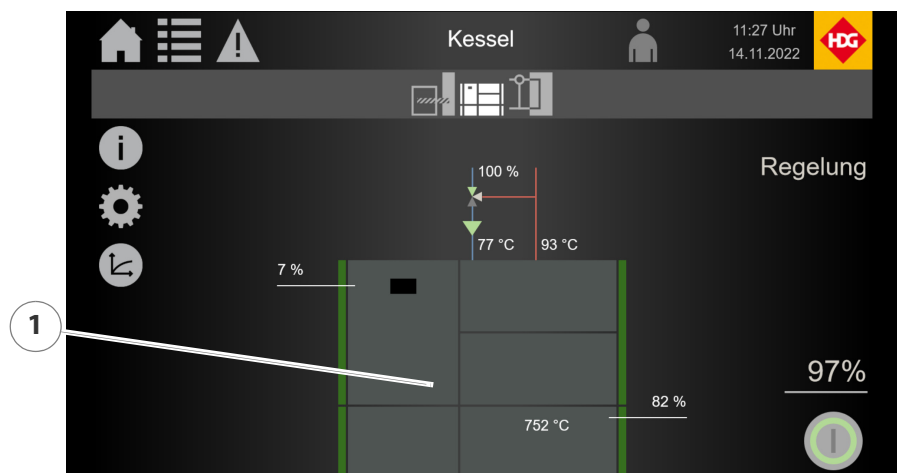 Kessel
11:27 Uhr
14.11.2022
HDG
Regelung
100 %
77 °C
93 °C
7 %
1
97%
82 %
752 °C